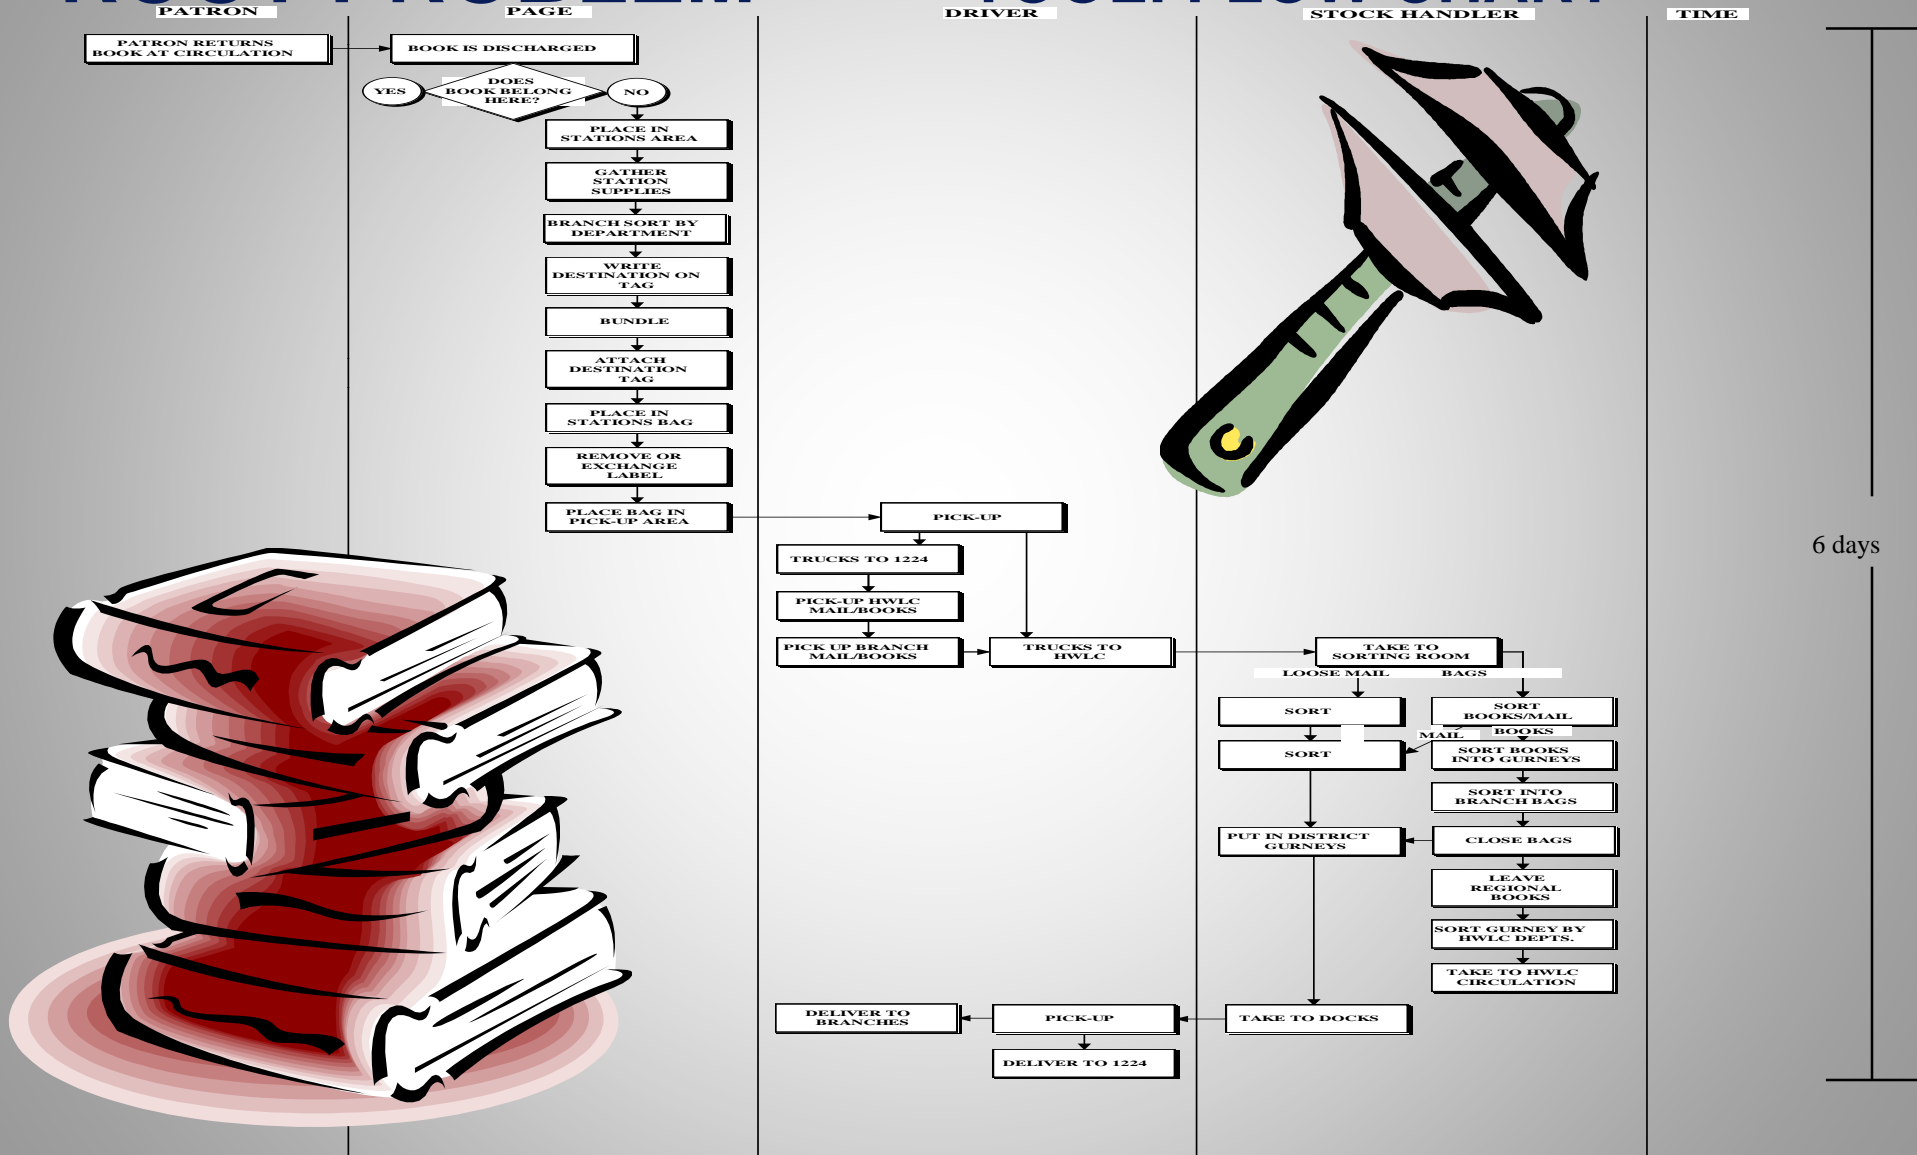 PATRON
PAGE
DRIVER
STOCK HANDLER
TIME
PATRON RETURNS
BOOK AT CIRCULATION
BOOK IS DISCHARGED
YES
DOES
BOOK BELONG
HERE?
NO
PLACE IN
STATIONS AREA
GATHER
STATION
SUPPLIES
BRANCH SORT BY
DEPARTMENT
WRITE
DESTINATION ON
TAG
BUNDLE
ATTACH
DESTINATION
TAG
PLACE IN
STATIONS BAG
REMOVE OR
EXCHANGE
LABEL
PLACE BAG IN
PICK-UP AREA
PICK-UP
TRUCKS TO 1224
PICK-UP HWLC
MAIL/BOOKS
PICK UP BRANCH
MAIL/BOOKS
TRUCKS TO
HWLC
TAKE TO
SORTING ROOM
LOOSE MAIL
BAGS
SORT
SORT
BOOKS/MAIL
MAIL
BOOKS
SORT
SORT BOOKS
INTO GURNEYS
SORT INTO
BRANCH BAGS
PUT IN DISTRICT
GURNEYS
CLOSE BAGS
LEAVE
REGIONAL
BOOKS
SORT GURNEY BY
HWLC DEPTS.
TAKE TO HWLC
CIRCULATION
DELIVER TO
BRANCHES
PICK-UP
TAKE TO DOCKS
DELIVER TO 1224
6 days